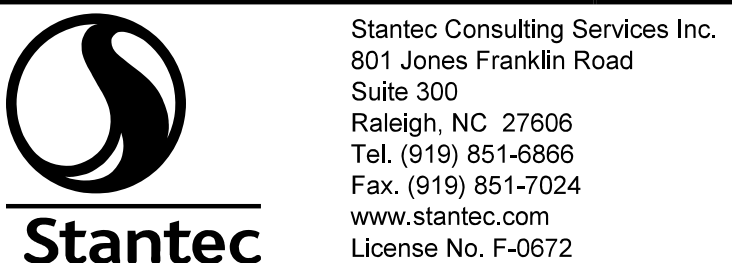 Stantec
Stantec Consulting Services Inc.
801 Jones Franklin Road
Suite 300
Raleigh, NC  27606
Tel. (919) 851-6866
Fax. (919) 851-7024
www.stantec.com
License No. F-0672